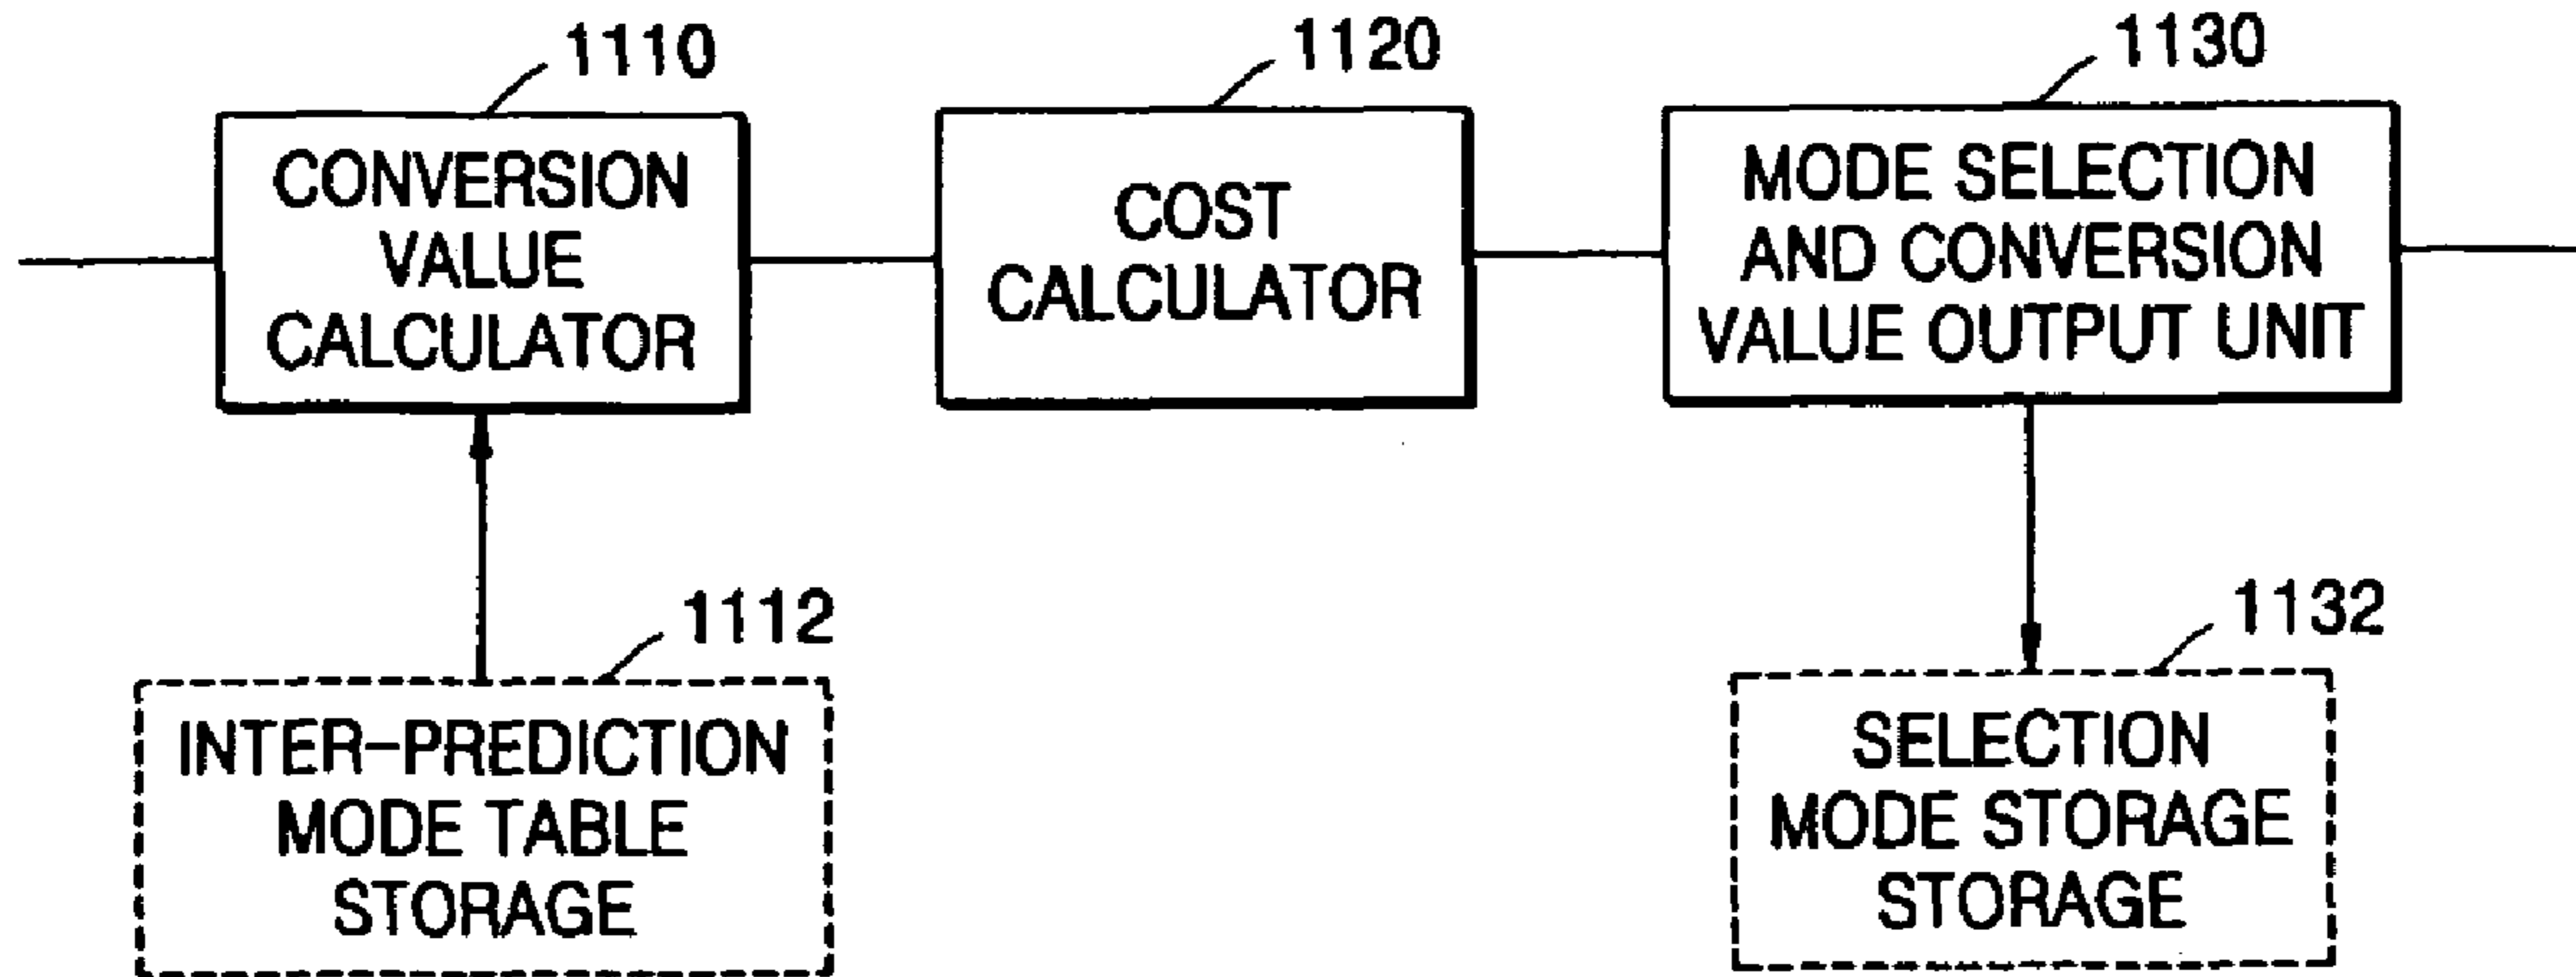 1110
1120
1130
CONVERSION
VALUE
CALCULATOR
COST
CALCULATOR
MODE SELECTION
AND CONVERSION
VALUE OUTPUT UNIT
1112
1132
INTER-PREDICTION
MODE TABLE
STORAGE
SELECTION
MODE STORAGE
STORAGE